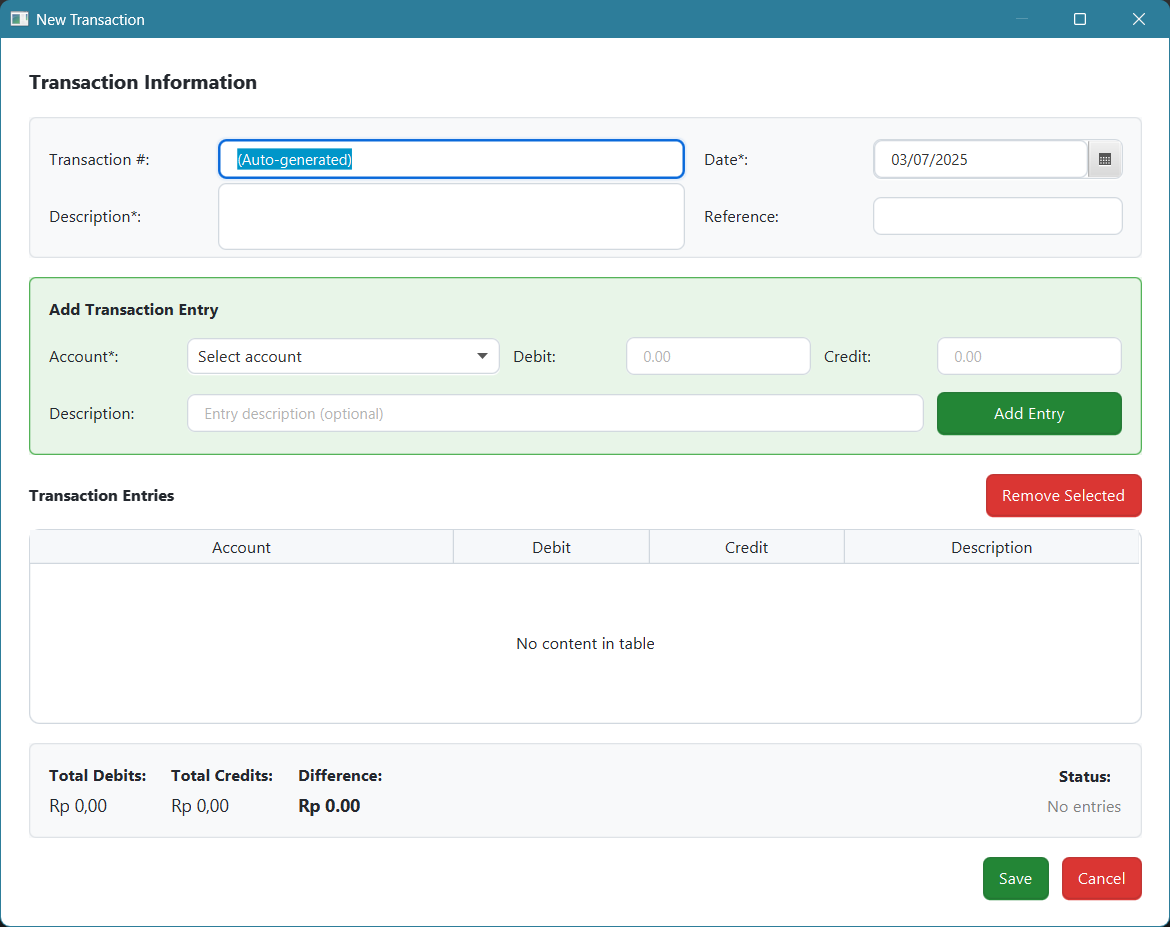 New Transaction
Transaction Information
Transaction #: (Auto-generated) Date*: 03/07/2025
Description*: Reference:
Add Transaction Entry
Account*: Select account Debit: 0.00 Credit: 0.00
Description: Entry description (optional) Add Entry
Transaction Entries Remove Selected
Account Debit Credit Description
No content in table
Total Debits: Total Credits: Difference: Status:
Rp 0,00 Rp 0,00 Rp 0.00 No entries
Save Cancel